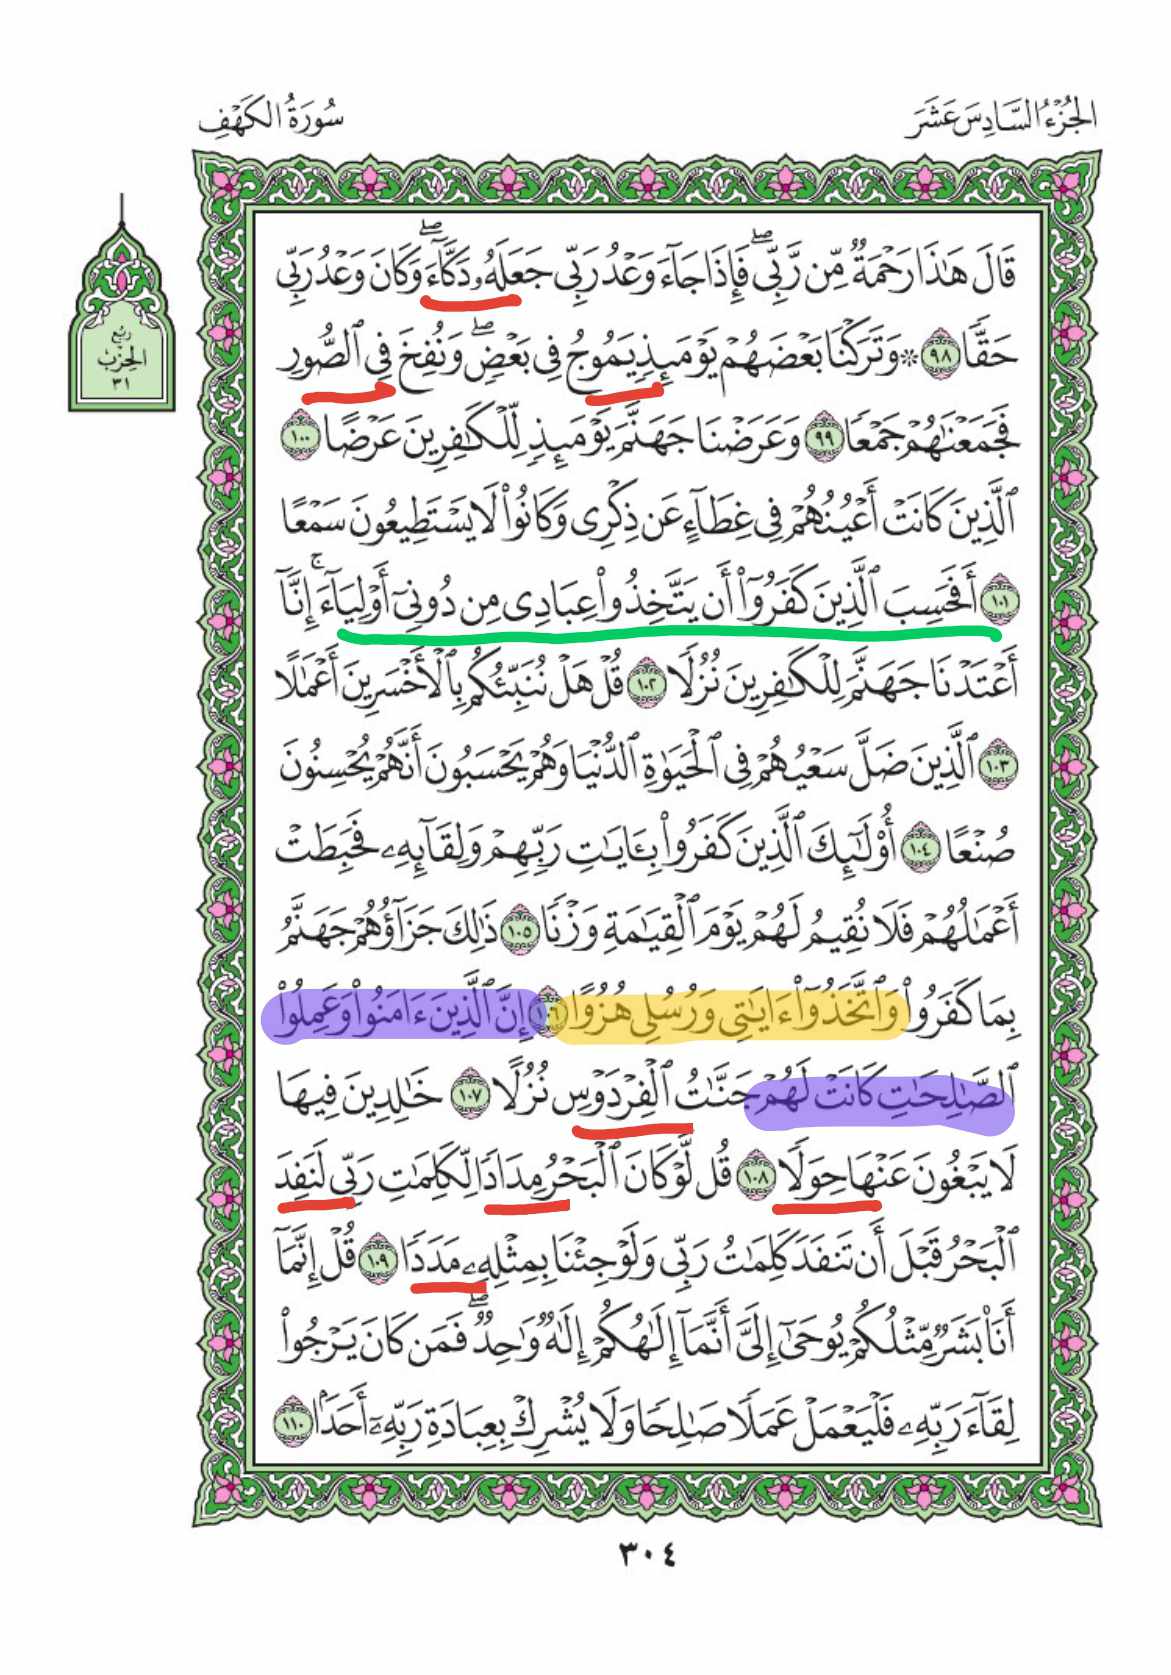 الجُزْءُ السَّادِسَ عَشَرَ
سُورَةُ الكَهْفِ
رُبْع
الحِزْبِ
٣١
قَالَ هَٰذَا رَحْمَةٌ مِّن رَّبِّي ۖ فَإِذَا جَآءَ وَعْدُ رَبِّي جَعَلَهُۥ دَكَّآءَ ۖ وَكَانَ وَعْدُ رَبِّي
حَقًّا ٩٨ ۞ وَتَرَكْنَا بَعْضَهُمْ يَوْمَئِذٍ يَمُوجُ فِي بَعْضٍ ۖ وَنُفِخَ فِي ٱلصُّورِ
فَجَمَعْنَٰهُمْ جَمْعًا ٩٩ وَعَرَضْنَا جَهَنَّمَ يَوْمَئِذٍ لِّلْكَٰفِرِينَ عَرْضًا ١٠٠
ٱلَّذِينَ كَانَتْ أَعْيُنُهُمْ فِي غِطَآءٍ عَن ذِكْرِي وَكَانُوا۟ لَا يَسْتَطِيعُونَ سَمْعًا
١٠١ أَفَحَسِبَ ٱلَّذِينَ كَفَرُوٓا۟ أَن يَتَّخِذُوا۟ عِبَادِي مِن دُونِيٓ أَوْلِيَآءَ ۚ إِنَّآ
أَعْتَدْنَا جَهَنَّمَ لِلْكَٰفِرِينَ نُزُلًا ١٠٢ قُلْ هَلْ نُنَبِّئُكُم بِٱلْأَخْسَرِينَ أَعْمَٰلًا
١٠٣ ٱلَّذِينَ ضَلَّ سَعْيُهُمْ فِي ٱلْحَيَوٰةِ ٱلدُّنْيَا وَهُمْ يَحْسَبُونَ أَنَّهُمْ يُحْسِنُونَ
صُنْعًا ١٠٤ أُو۟لَٰٓئِكَ ٱلَّذِينَ كَفَرُوا۟ بِـَٔايَٰتِ رَبِّهِمْ وَلِقَآئِهِۦ فَحَبِطَتْ
أَعْمَٰلُهُمْ فَلَا نُقِيمُ لَهُمْ يَوْمَ ٱلْقِيَٰمَةِ وَزْنًا ١٠٥ ذَٰلِكَ جَزَآؤُهُمْ جَهَنَّمُ
بِمَا كَفَرُوا۟ وَٱتَّخَذُوٓا۟ ءَايَٰتِي وَرُسُلِي هُزُوًا ١٠٦ إِنَّ ٱلَّذِينَ ءَامَنُوا۟ وَعَمِلُوا۟
ٱلصَّٰلِحَٰتِ كَانَتْ لَهُمْ جَنَّٰتُ ٱلْفِرْدَوْسِ نُزُلًا ١٠٧ خَٰلِدِينَ فِيهَا
لَا يَبْغُونَ عَنْهَا حِوَلًا ١٠٨ قُل لَّوْ كَانَ ٱلْبَحْرُ مِدَادًا لِّكَلِمَٰتِ رَبِّي لَنَفِدَ
ٱلْبَحْرُ قَبْلَ أَن تَنفَدَ كَلِمَٰتُ رَبِّي وَلَوْ جِئْنَا بِمِثْلِهِۦ مَدَدًا ١٠٩ قُلْ إِنَّمَآ
أَنَا۠ بَشَرٌ مِّثْلُكُمْ يُوحَىٰٓ إِلَيَّ أَنَّمَآ إِلَٰهُكُمْ إِلَٰهٌ وَٰحِدٌ ۖ فَمَن كَانَ يَرْجُوا۟
لِقَآءَ رَبِّهِۦ فَلْيَعْمَلْ عَمَلًا صَٰلِحًا وَلَا يُشْرِكْ بِعِبَادَةِ رَبِّهِۦٓ أَحَدًۢا ١١٠
٣٠٤